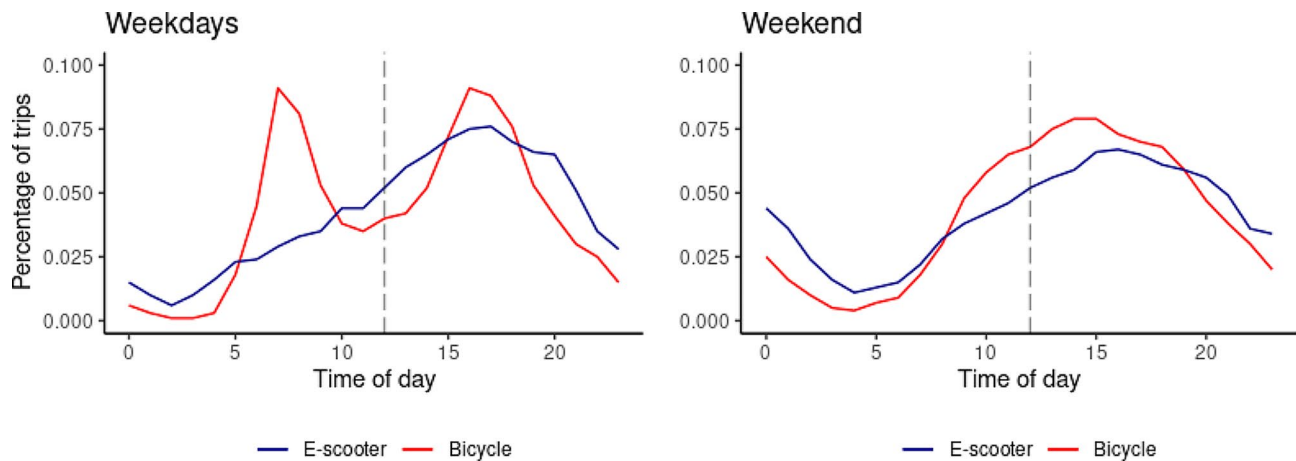 Weekdays
Percentage of trips
0.100
0.075
0.050
0.025
0.000
0 5 10 15 20
Time of day
E-scooter Bicycle
Weekend
0.100
0.075
0.050
0.025
0.000
0 5 10 15 20
Time of day
E-scooter Bicycle